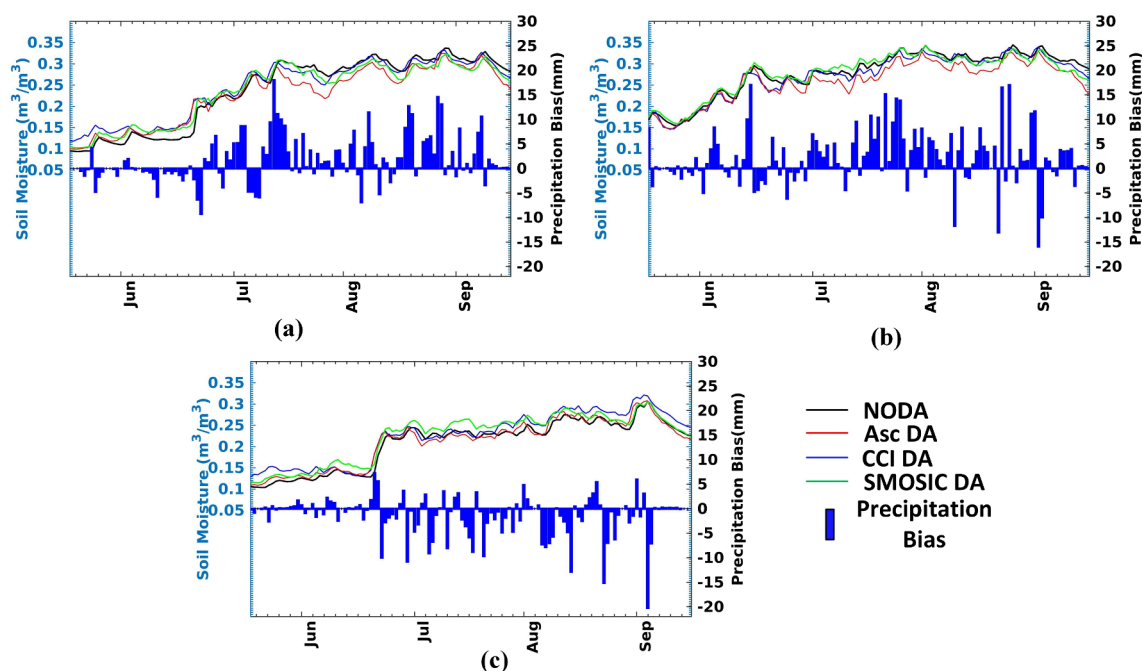 0.35
0.3
0.25
0.2
0.15
0.1
0.05
Soil Moisture (m³/m³)
30
25
20
15
10
5
0
-5
-10
-15
-20
Precipitation Bias(mm)
Jun
Jul
Aug
Sep
(a)
0.35
0.3
0.25
0.2
0.15
0.1
0.05
Soil Moisture (m³/m³)
30
25
20
15
10
5
0
-5
-10
-15
-20
Precipitation Bias(mm)
Jun
Jul
Aug
Sep
(b)
0.35
0.3
0.25
0.2
0.15
0.1
0.05
Soil Moisture (m³/m³)
30
25
20
15
10
5
0
-5
-10
-15
-20
Precipitation Bias(mm)
Jun
Jul
Aug
Sep
(c)
NODA
Asc DA
CCI DA
SMOSIC DA
Precipitation
Bias